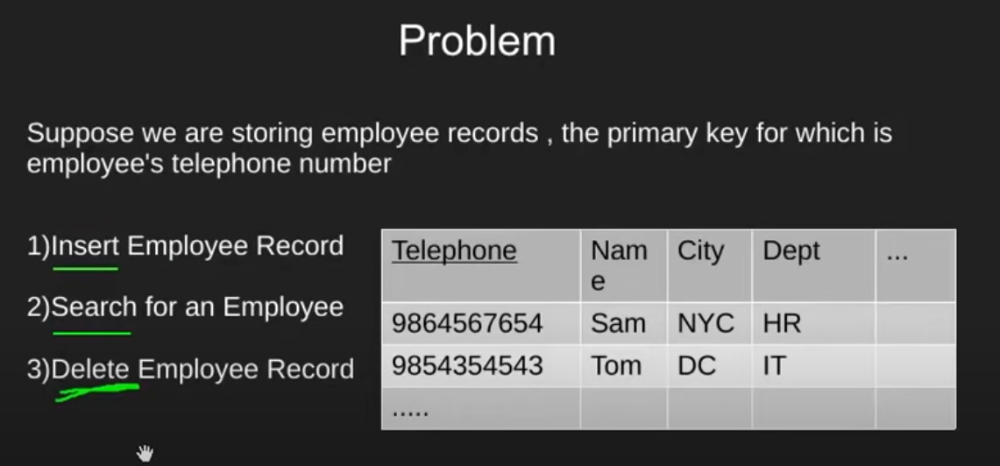 Problem
Suppose we are storing employee records , the primary key for which is
employee's telephone number
1)Insert Employee Record
2)Search for an Employee
3)Delete Employee Record
Telephone Nam City Dept ...
e
9864567654 Sam NYC HR
9854354543 Tom DC IT
.....